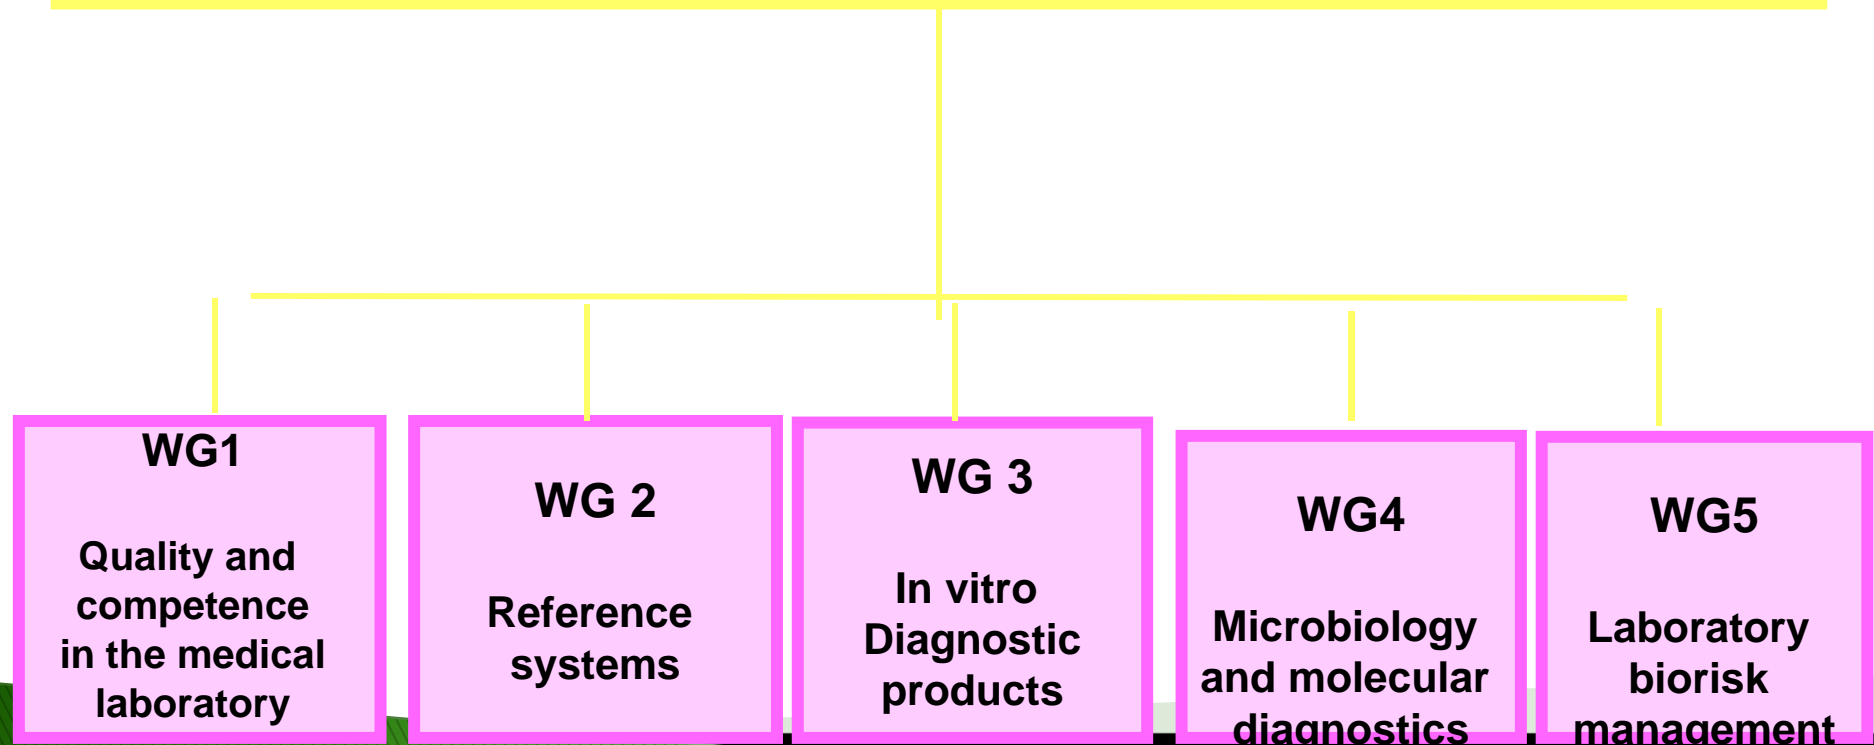 WG1
Quality and
competence
in the medical
laboratory
WG 2
Reference
systems
WG 3
In vitro
Diagnostic
products
WG4
Microbiology
and molecular
diagnostics
WG5
Laboratory
biorisk
management